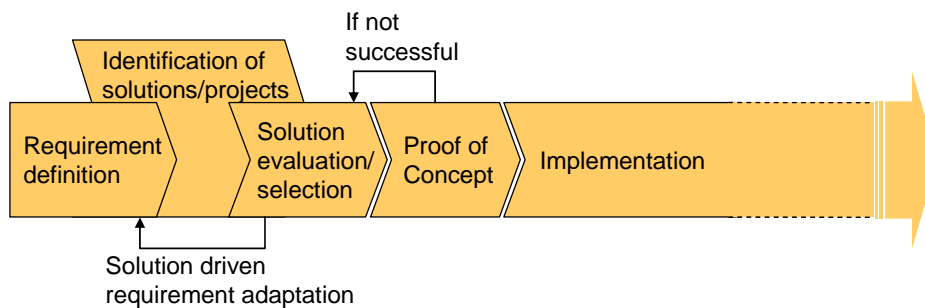 If not
successful
Identification of
solutions/projects
Requirement
definition
Solution
evaluation/
selection
Proof of
Concept
Implementation
Solution driven
requirement adaptation